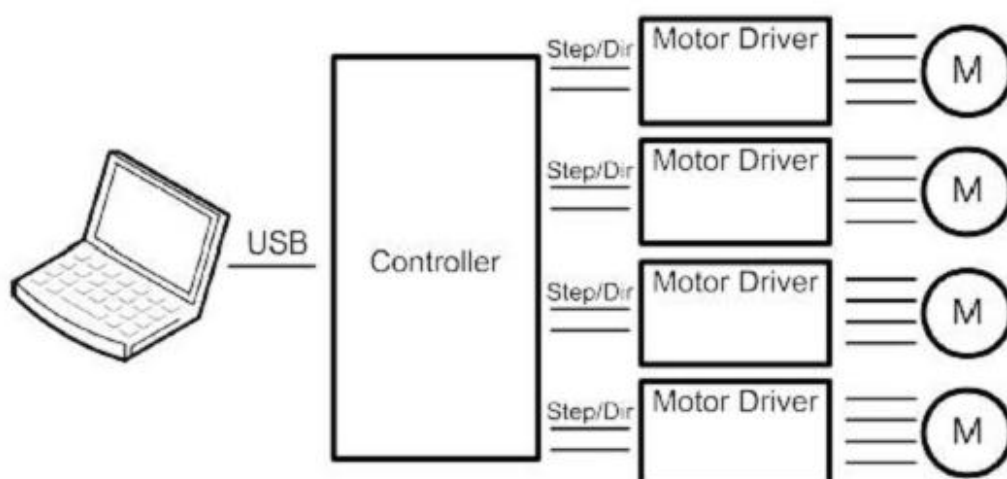 Step/Dir
Motor Driver
M
Step/Dir
Motor Driver
M
USB
Controller
Step/Dir
Motor Driver
M
Step/Dir
Motor Driver
M